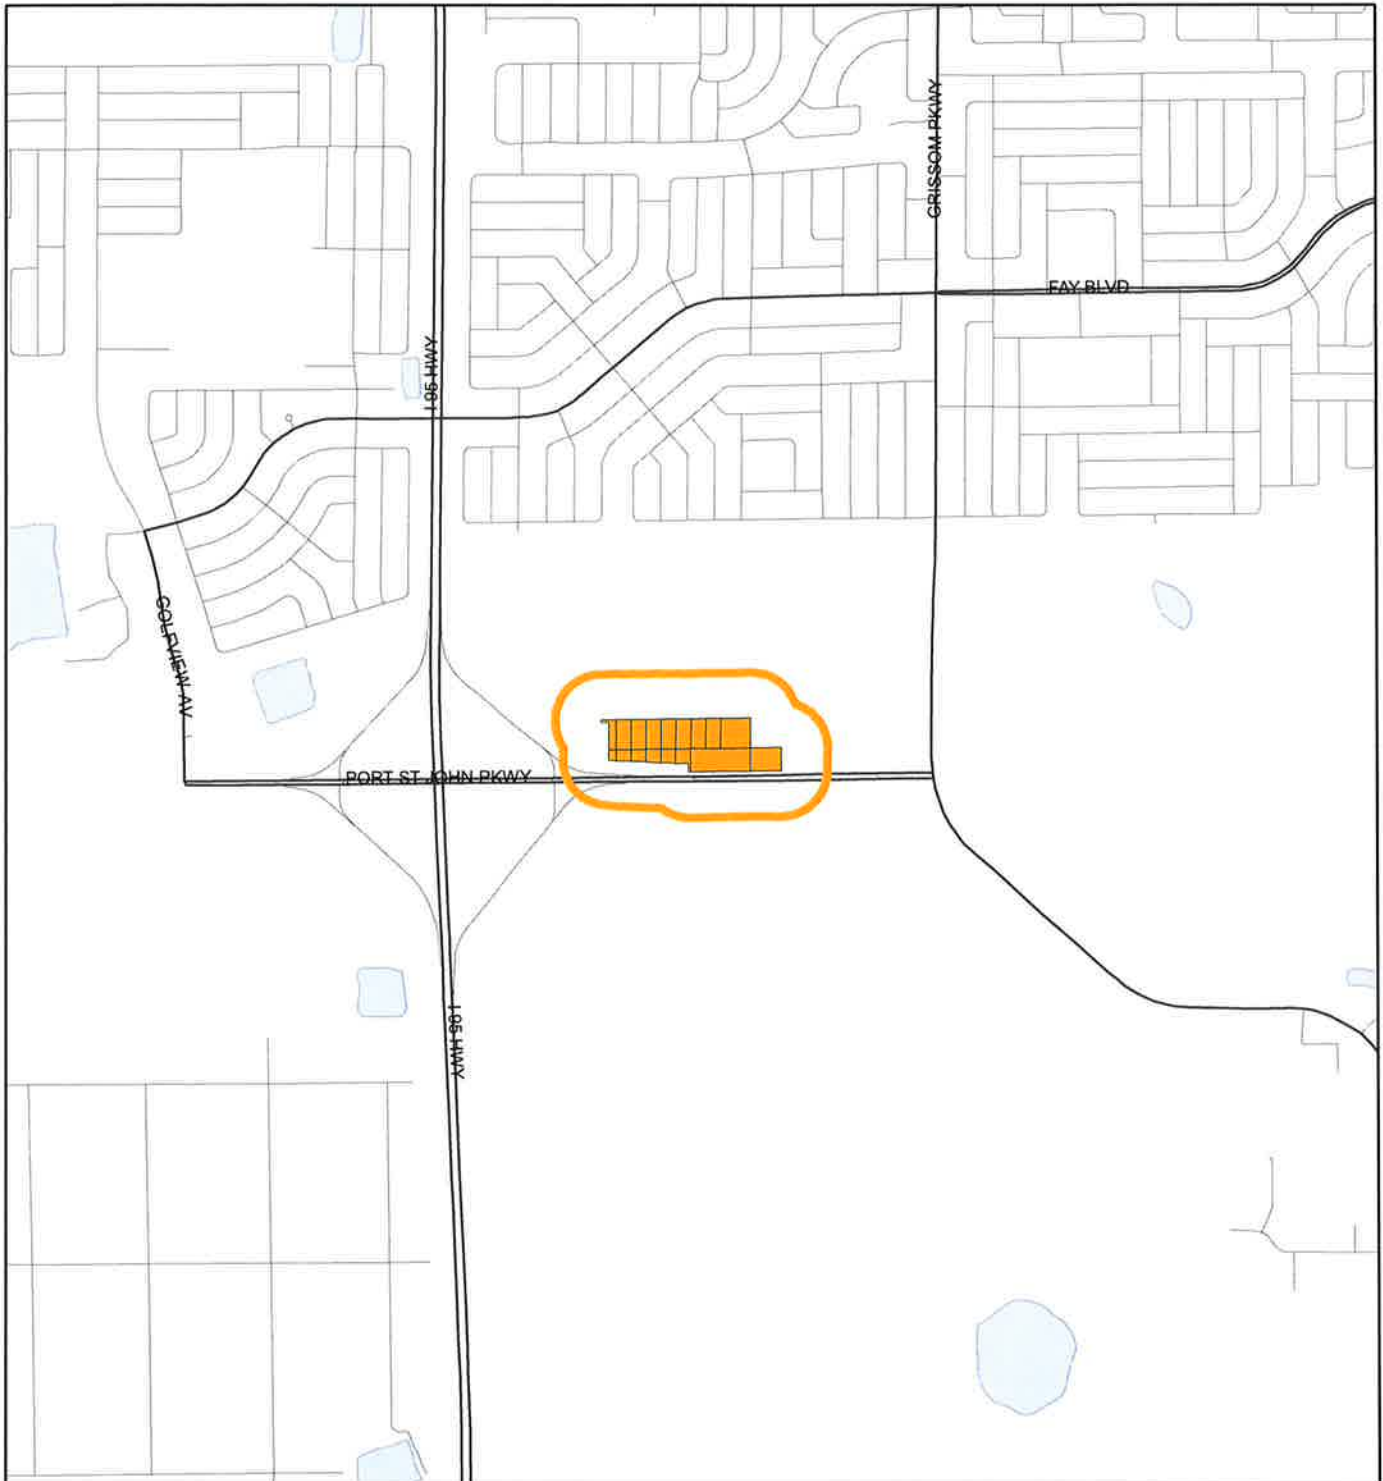 GRISSOM PKWY
FAY BLVD
I 95 HWY
GOLFVIEW AV
PORT ST JOHN PKWY
I 95 HWY